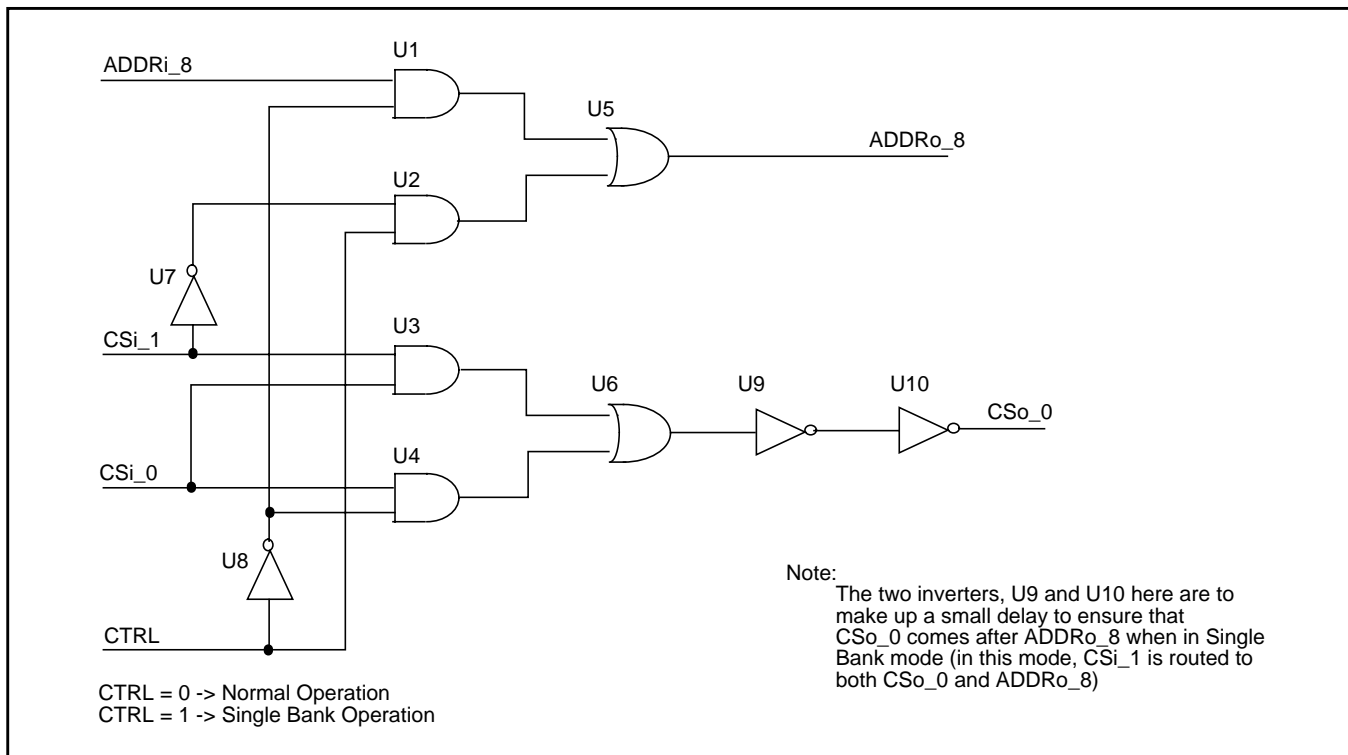 U1
ADDRi_8
U5
ADDRo_8
U2
U7
CSi_1
U3
U6
U9
U10
CSo_0
U4
CSi_0
U8
CTRL
Note:
The two inverters, U9 and U10 here are to
make up a small delay to ensure that
CSo_0 comes after ADDRo_8 when in Single
Bank mode (in this mode, CSi_1 is routed to
both CSo_0 and ADDRo_8)
CTRL = 0 -> Normal Operation
CTRL = 1 -> Single Bank Operation